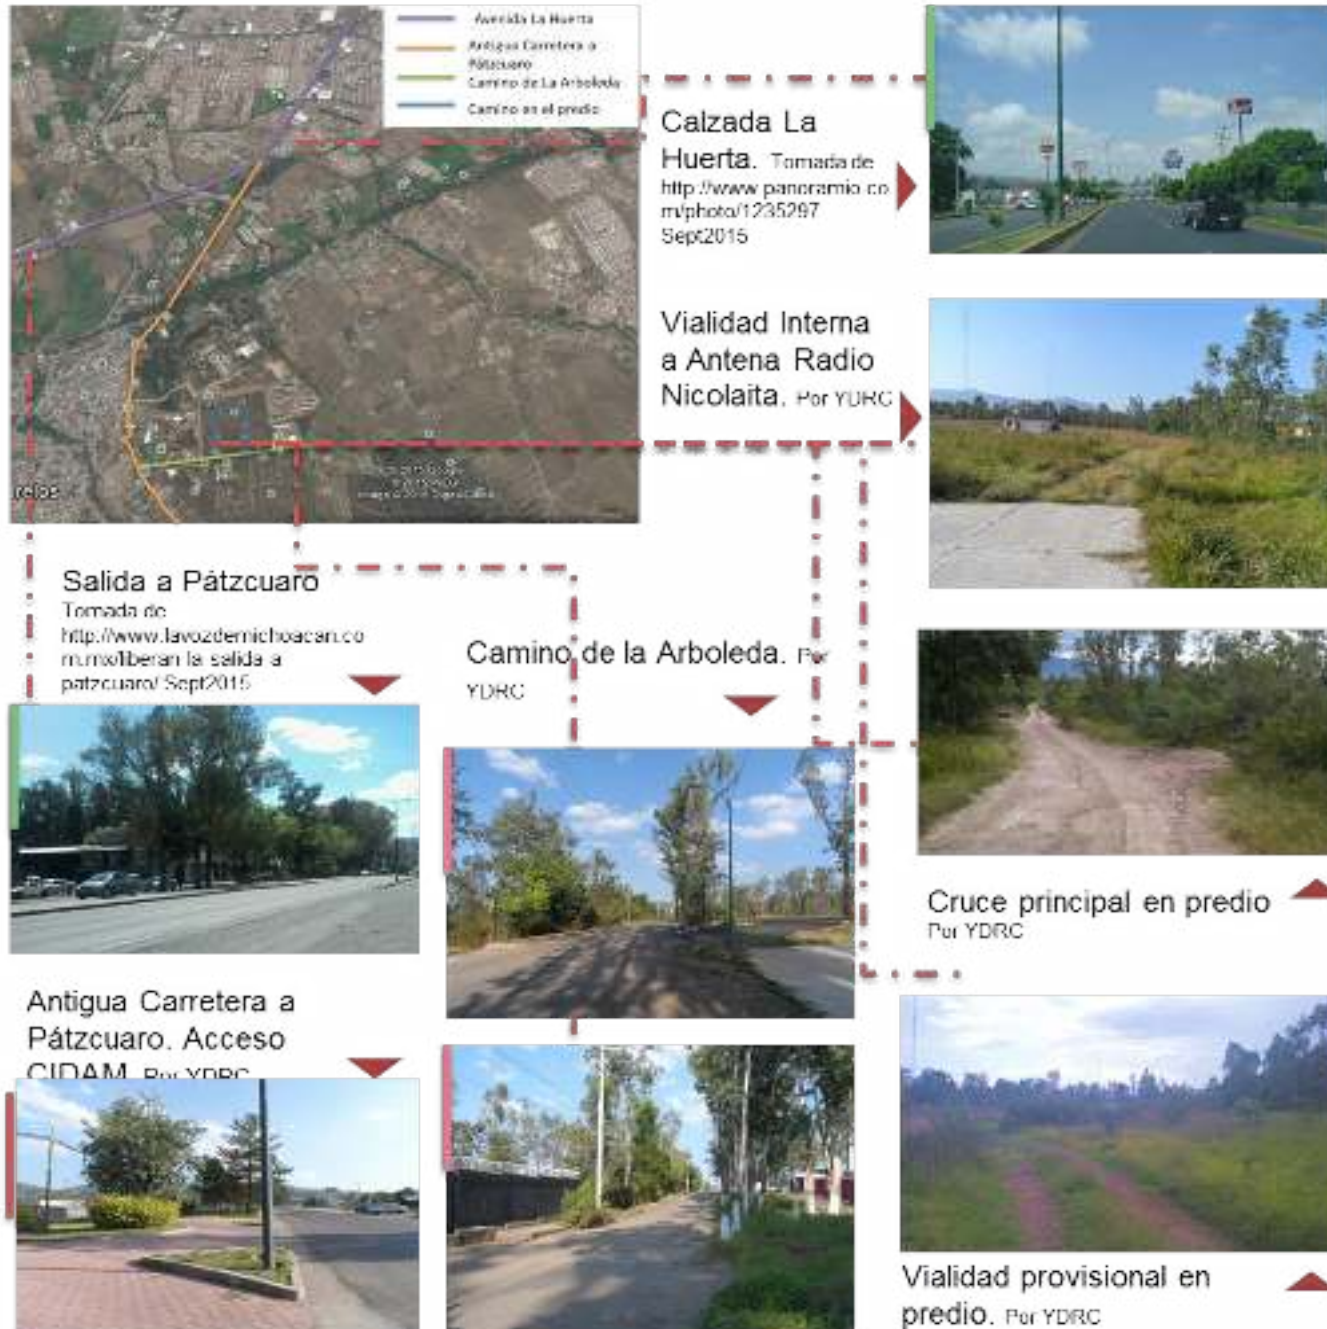 Avenida La Huerta
Antigua Carretera a
Pátzcuaro
Camino de La Arboleda
Camino en el predio
Calzada La
Huerta. Tomada de
http://www.panoramio.co
m/photo/1235297
Sept2015
Vialidad Interna
a Antena Radio
Nicolaita. Por YDRC
relos
Salida a Pátzcuaro
Tomada de
http://www.lavozdemichoacan.co
m.mx/liberan la salida a
patzcuaro/ Sept2015
Camino de la Arboleda. Por
YDRC
Cruce principal en predio
Por YDRC
Antigua Carretera a
Pátzcuaro. Acceso
CIDAM. Por YDRC
Vialidad provisional en
predio. Por YDRC